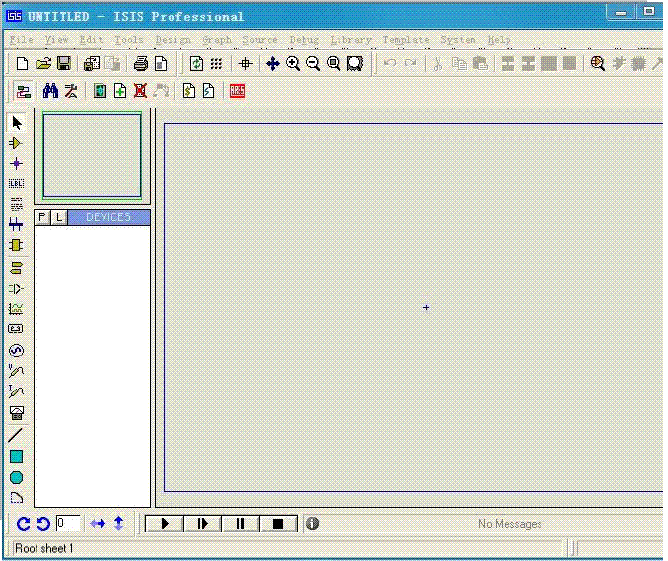 ISIS UNTITLED - ISIS Professional
File View Edit Tools Design Graph Source Debug Library Template System Help
ARES
LBL
P L DEVICES
0
No Messages
Root sheet 1